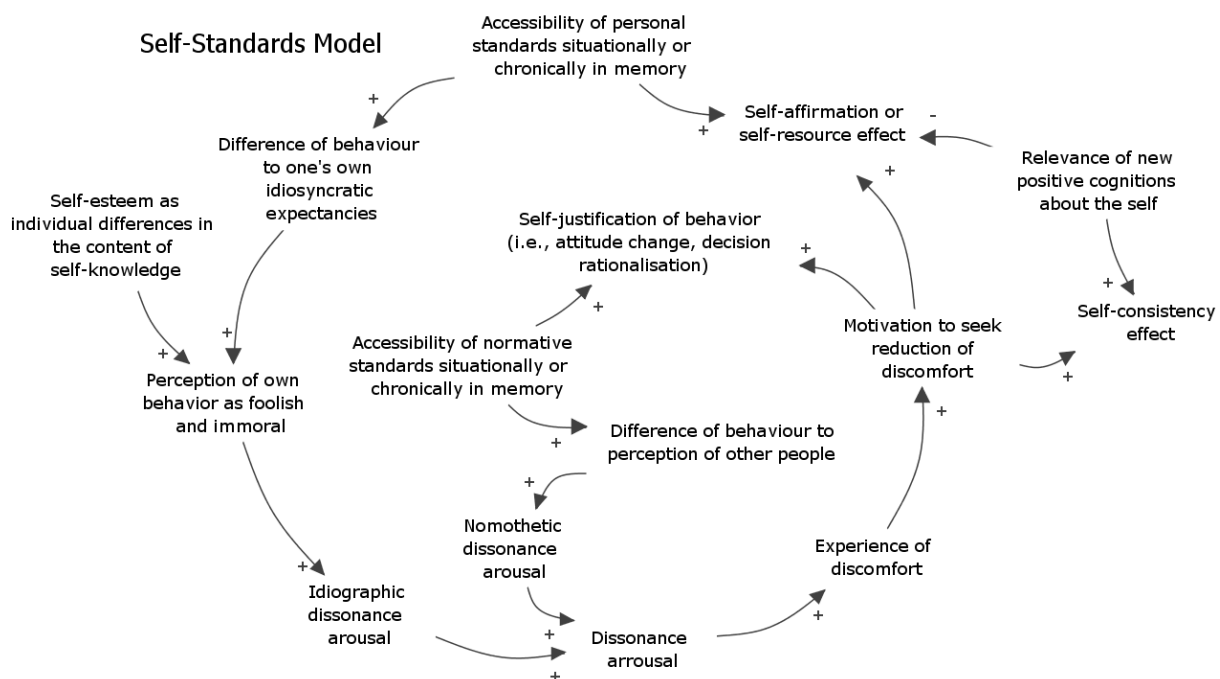 Self-Standards Model
Accessibility of personal
standards situationally or
chronically in memory
+
+
Self-affirmation or
self-resource effect
-
+
Difference of behaviour
to one's own
idiosyncratic
expectancies
Relevance of new
positive cognitions
about the self
Self-esteem as
individual differences in
the content of
self-knowledge
Self-justification of behavior
(i.e., attitude change, decision
rationalisation)
+
+
+
Self-consistency
effect
+
+
Accessibility of normative
standards situationally or
chronically in memory
Motivation to seek
reduction of
discomfort
+
Perception of own
behavior as foolish
and immoral
+
+
Difference of behaviour to
perception of other people
+
Nomothetic
dissonance
arousal
Experience of
discomfort
+
Idiographic
dissonance
arousal
+
+
Dissonance
arrousal
+